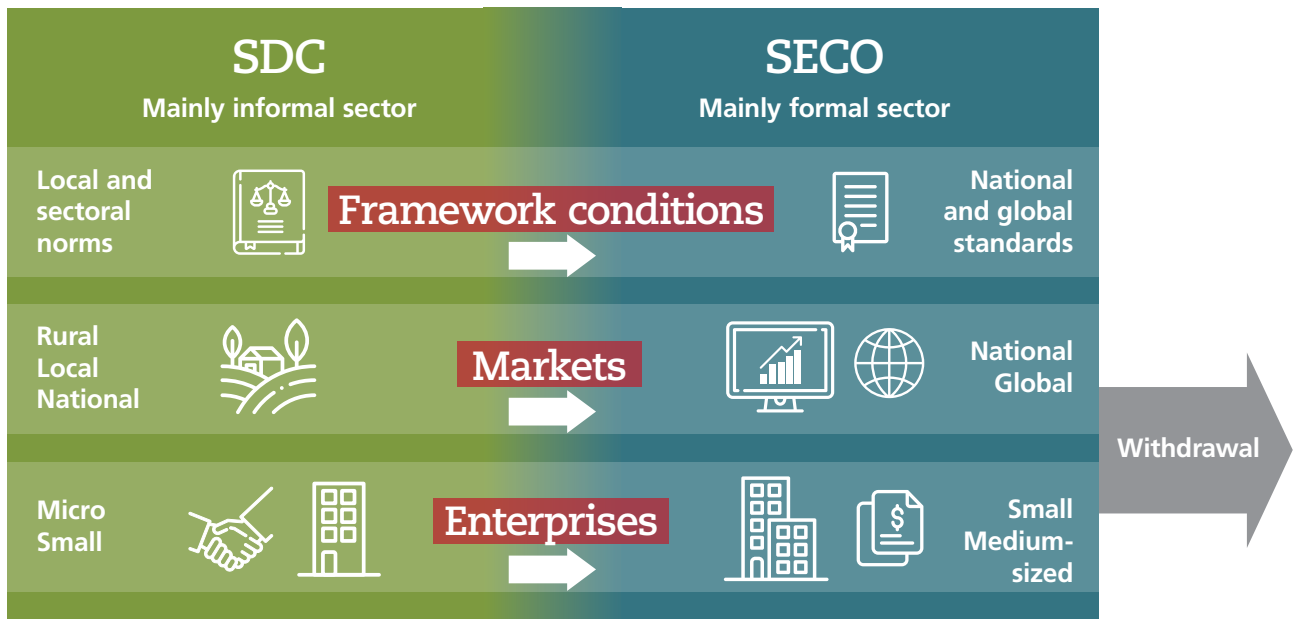 SDC
Mainly informal sector
SECO
Mainly formal sector
Local and
sectoral
norms
Framework conditions
National
and global
standards
Rural
Local
National
Markets
National
Global
Micro
Small
Enterprises
$
Small
Medium-
sized
Withdrawal